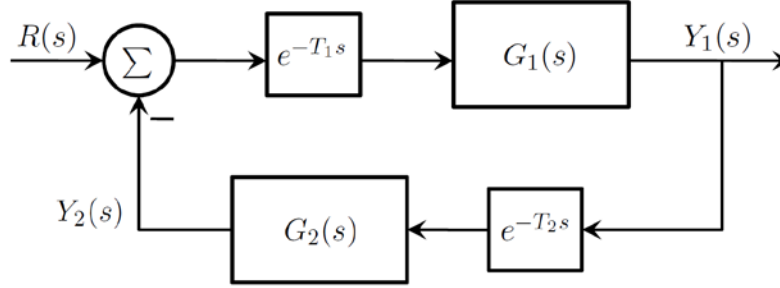 R(s)
∑
e^{-T_1 s}
G_1(s)
Y_1(s)
−
Y_2(s)
G_2(s)
e^{-T_2 s}